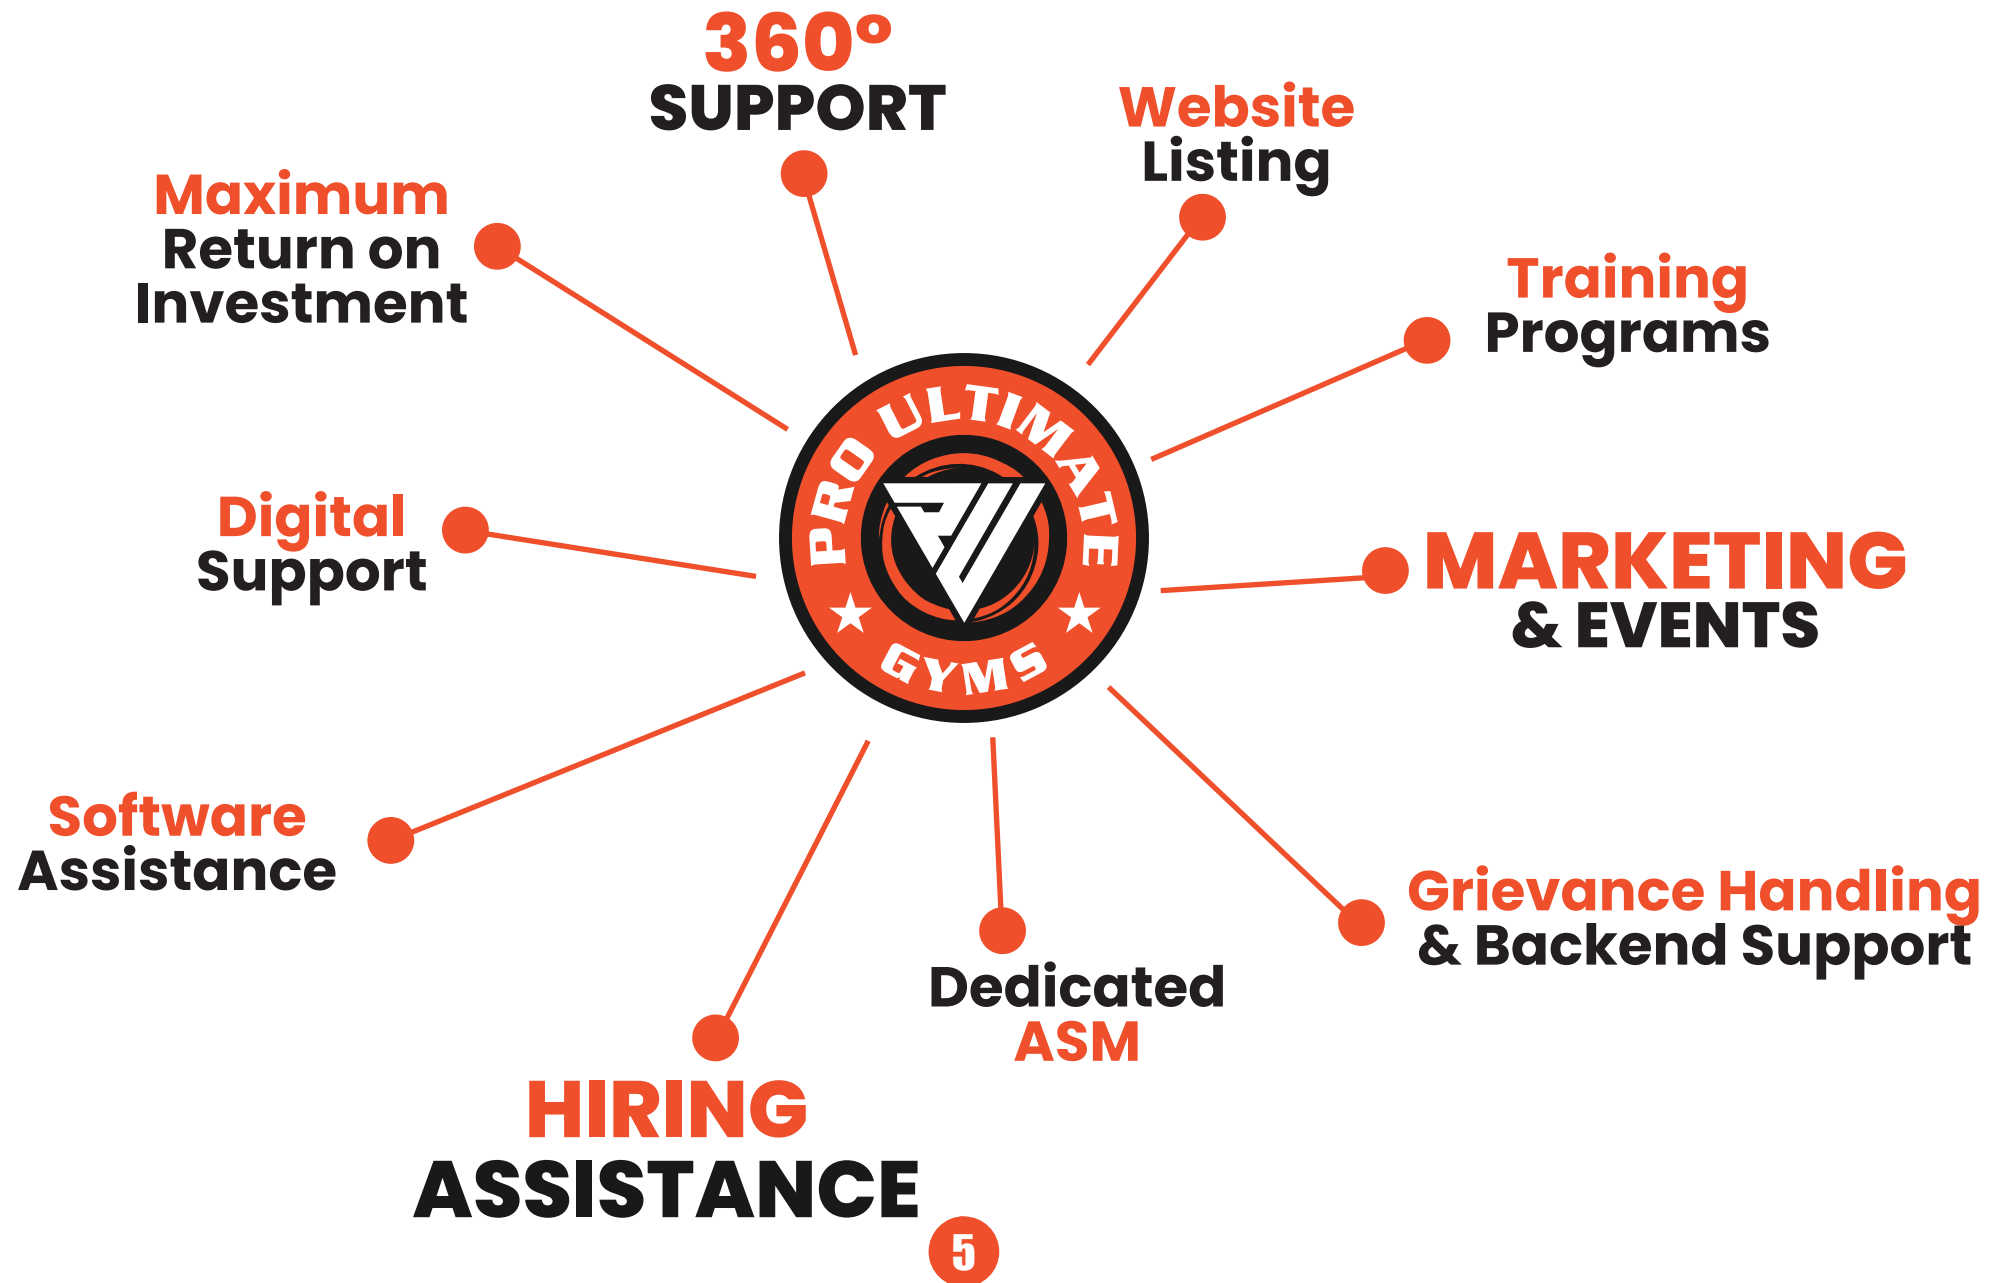 360°
SUPPORT
Website
Listing
Maximum
Return on
Investment
Training
Programs
PRO ULTIMATE
GYMS
Digital
Support
MARKETING
& EVENTS
Software
Assistance
Grievance Handling
& Backend Support
Dedicated
ASM
HIRING
ASSISTANCE
5